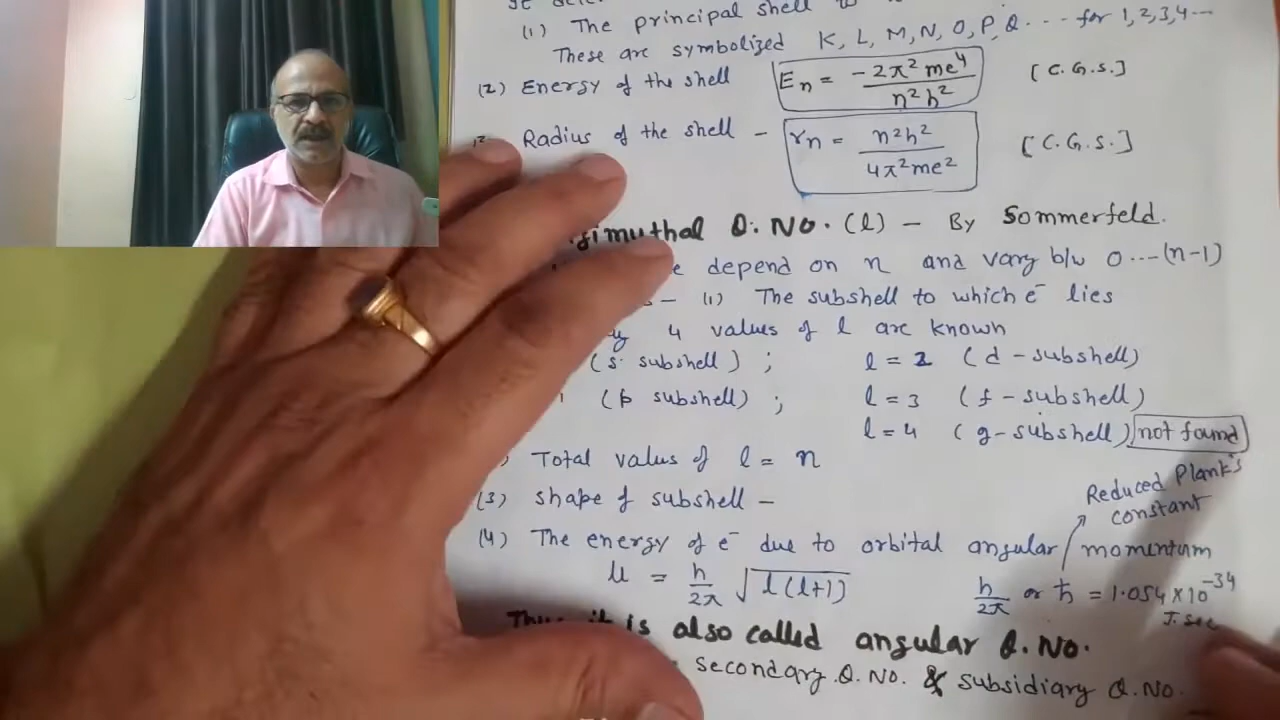 (1) The principal shell to
These are symbolized K, L, M, N, O, P, Q ... for 1,2,3,4...
(2) Energy of the shell En = -2π²me⁴ / n²h² [C.G.S.]
Radius of the shell - rn = n²h² / 4π²me² [C.G.S.]
Q. No. (l) - By Sommerfeld.
depend on n and vary b/w 0 ... (n-1)
(1) The subshell to which e⁻ lies
4 values of l are known
(s subshell) ; l = 2 (d-subshell)
(p subshell) ; l = 3 (f-subshell)
l = 4 (g-subshell) not found
Total values of l = n
(3) shape of subshell -
Reduced Plank's constant
(4) The energy of e⁻ due to orbital angular momentum
μ = h/2π √l(l+1) h/2π or ħ = 1.054 × 10⁻³⁴ J.sec
it is also called angular Q. No.
secondary Q. No. & subsidiary Q. No.